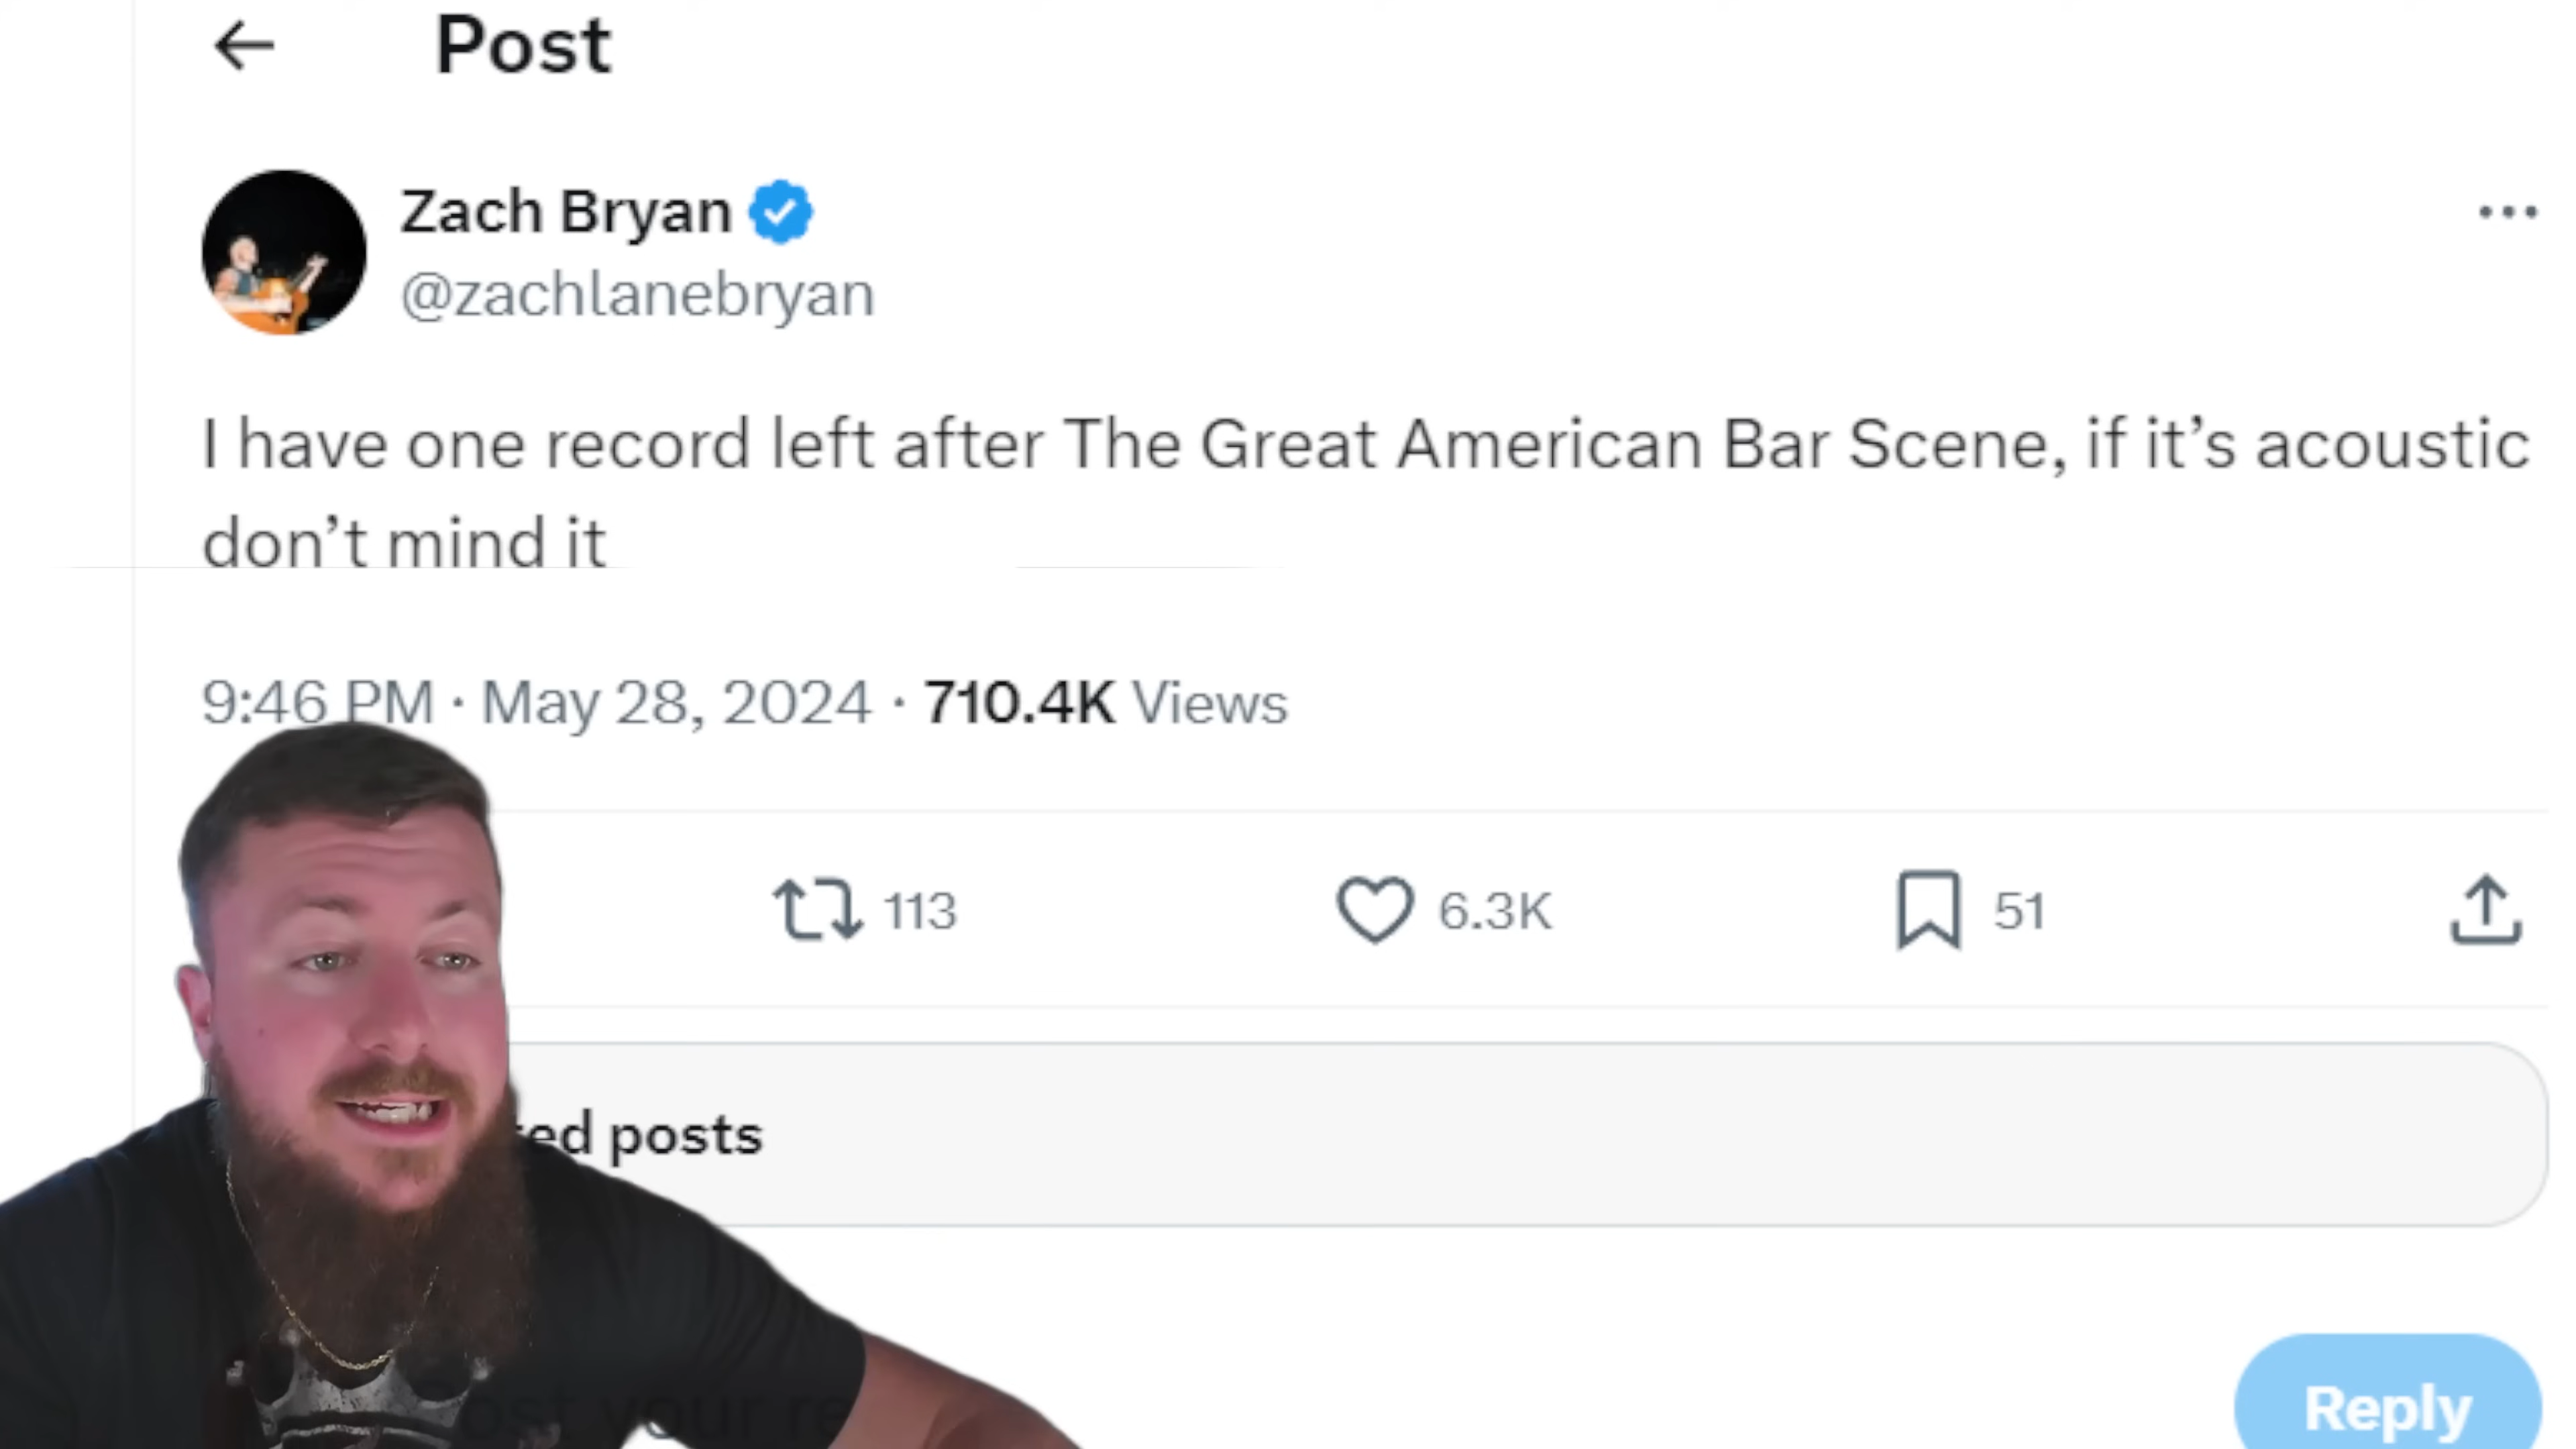 Post
Zach Bryan
@zachlanebryan
I have one record left after The Great American Bar Scene, if it’s acoustic
don’t mind it
9:46 PM · May 28, 2024 · 710.4K Views
113 6.3K 51
posts
Reply